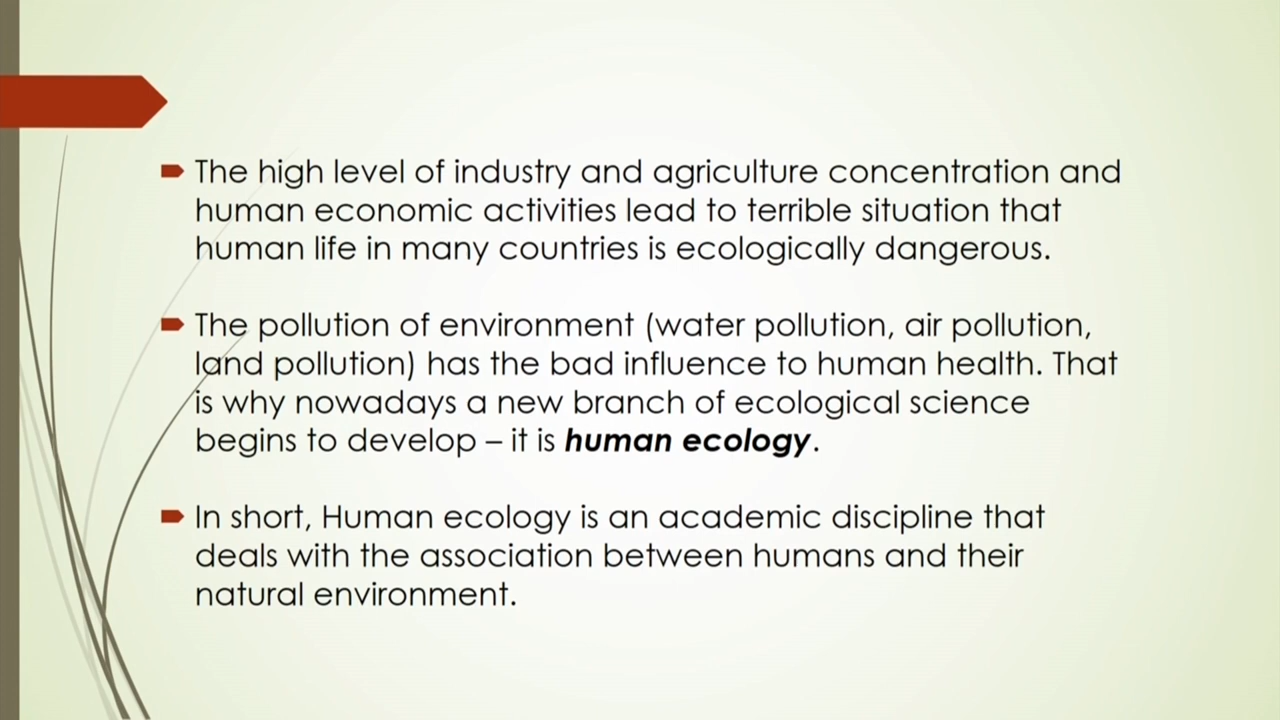 The high level of industry and agriculture concentration and
human economic activities lead to terrible situation that
human life in many countries is ecologically dangerous.
The pollution of environment (water pollution, air pollution,
land pollution) has the bad influence to human health. That
is why nowadays a new branch of ecological science
begins to develop – it is human ecology.
In short, Human ecology is an academic discipline that
deals with the association between humans and their
natural environment.